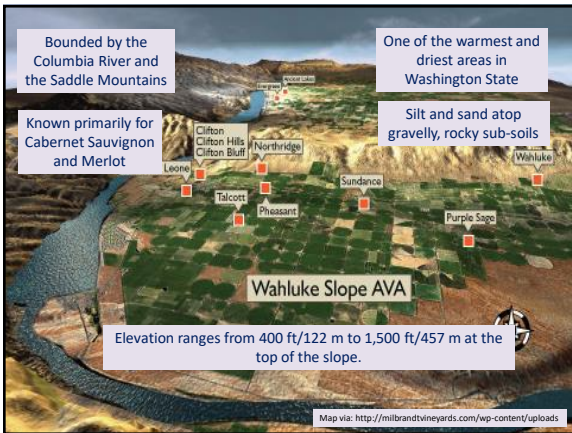 Bounded by the
Columbia River and
the Saddle Mountains
One of the warmest and
driest areas in
Washington State
Known primarily for
Cabernet Sauvignon
and Merlot
Silt and sand atop
gravelly, rocky sub-soils
Ancient Lakes
Evergreen
Clifton
Clifton Hills
Clifton Bluff
Northridge
Wahluke
Leone
Sundance
Talcott
Pheasant
Purple Sage
Wahluke Slope AVA
Elevation ranges from 400 ft/122 m to 1,500 ft/457 m at the
top of the slope.
Map via: http://milbrandtvineyards.com/wp-content/uploads